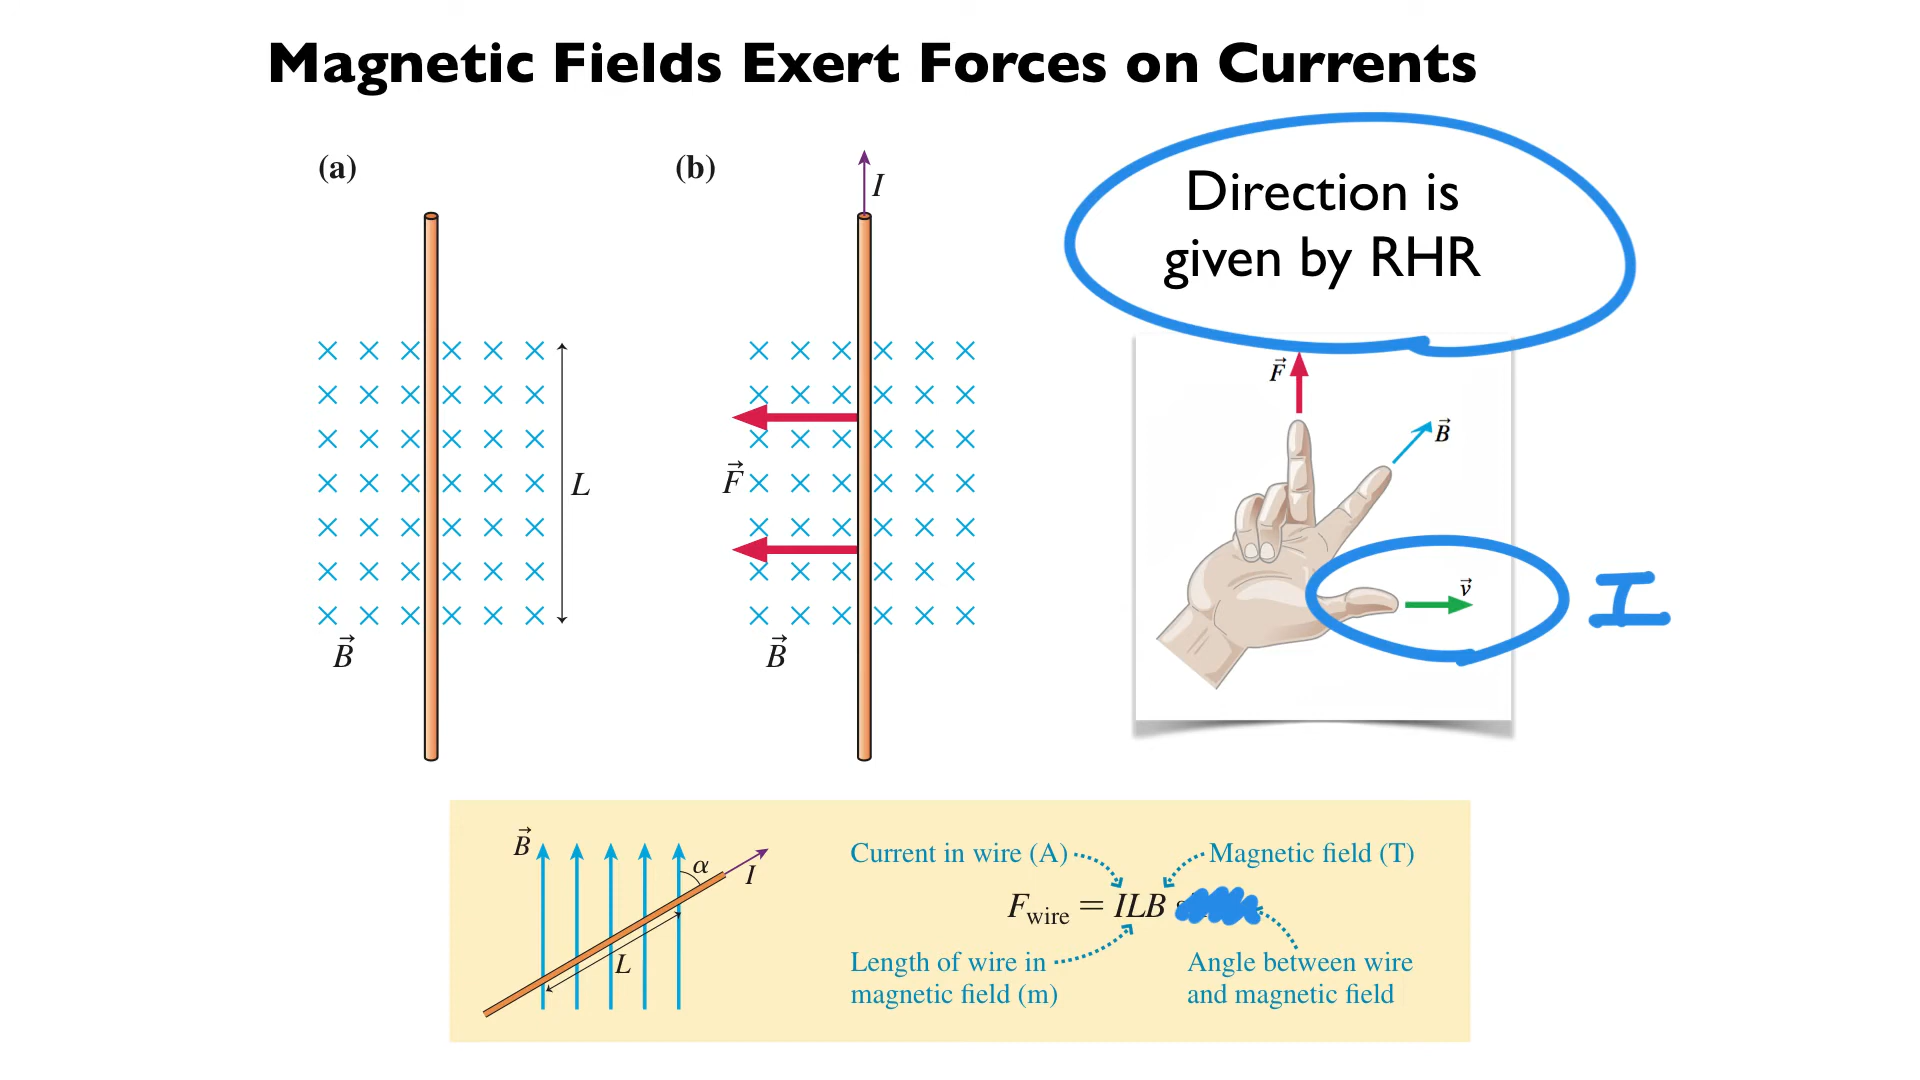 Magnetic Fields Exert Forces on Currents
(a)
(b)
I
Direction is
given by RHR
L
F
B
B
F
B
v
I
B
α
I
L
Current in wire (A)
Magnetic field (T)
Fwire = ILB
Length of wire in
magnetic field (m)
Angle between wire
and magnetic field